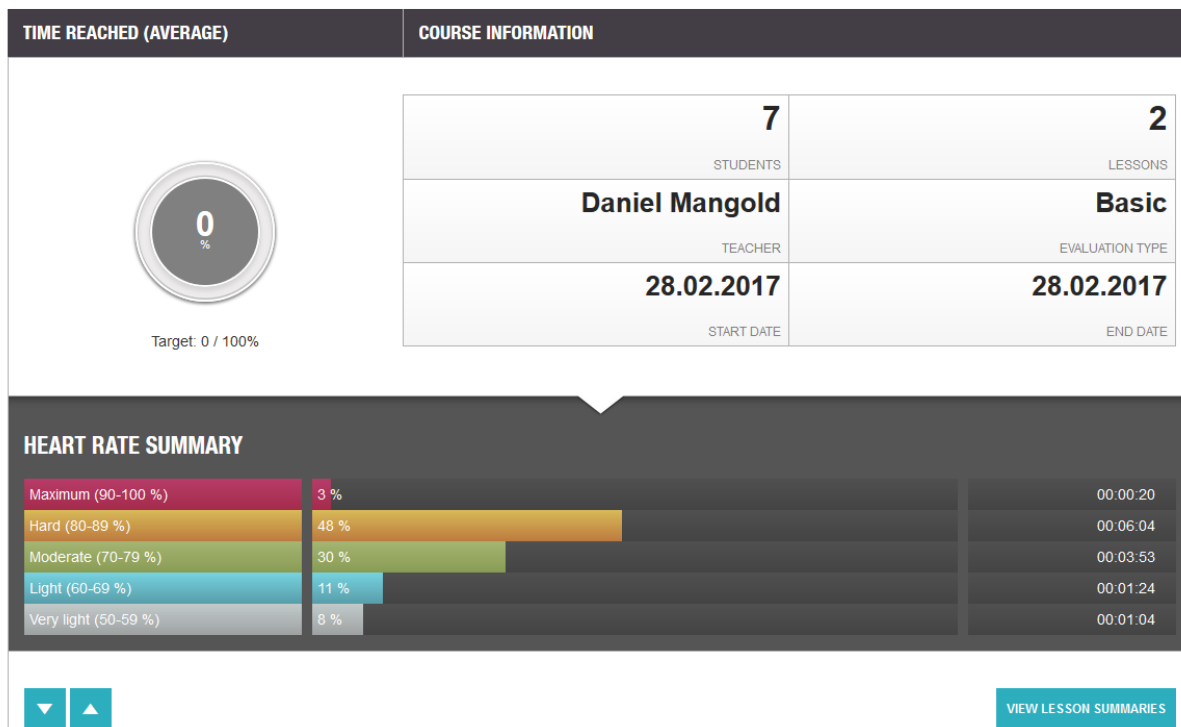 TIME REACHED (AVERAGE)
COURSE INFORMATION
0
%
Target: 0 / 100%
7
STUDENTS
2
LESSONS
Daniel Mangold
TEACHER
Basic
EVALUATION TYPE
28.02.2017
START DATE
28.02.2017
END DATE
HEART RATE SUMMARY
Maximum (90-100 %) 3 % 00:00:20
Hard (80-89 %) 48 % 00:06:04
Moderate (70-79 %) 30 % 00:03:53
Light (60-69 %) 11 % 00:01:24
Very light (50-59 %) 8 % 00:01:04
VIEW LESSON SUMMARIES